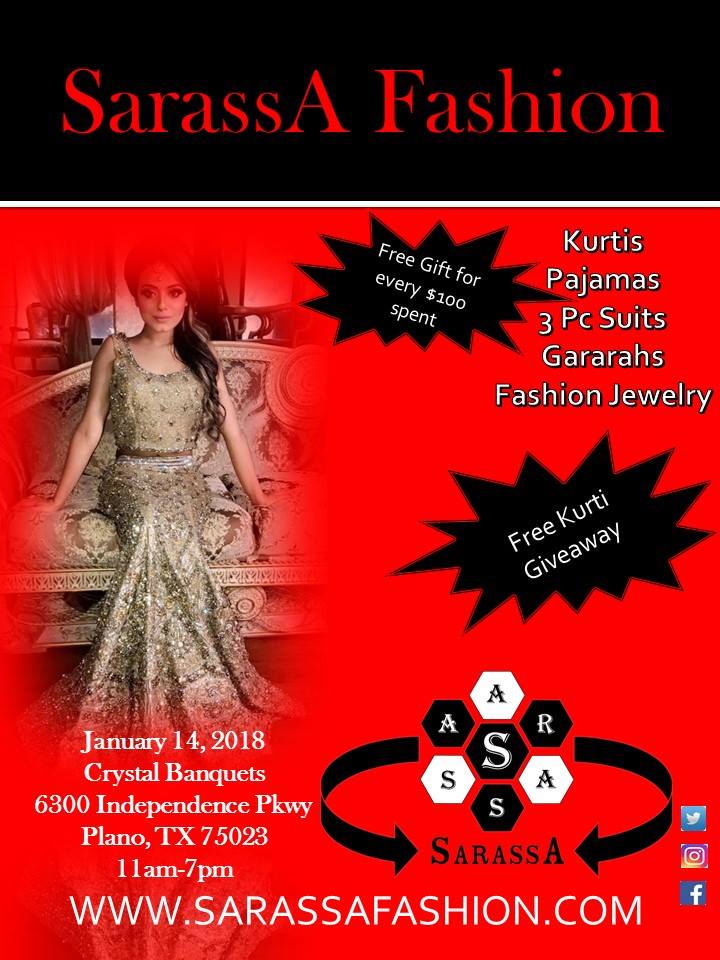 SarassA Fashion
Free Gift for
every $100
spent
Kurtis
Pajamas
3 Pc Suits
Gararahs
Fashion Jewelry
Free Kurti
Giveaway
January 14, 2018
Crystal Banquets
6300 Independence Pkwy
Plano, TX 75023
11am-7pm
A
A R
S
S A
S
SARASSA
WWW.SARASSAFASHION.COM